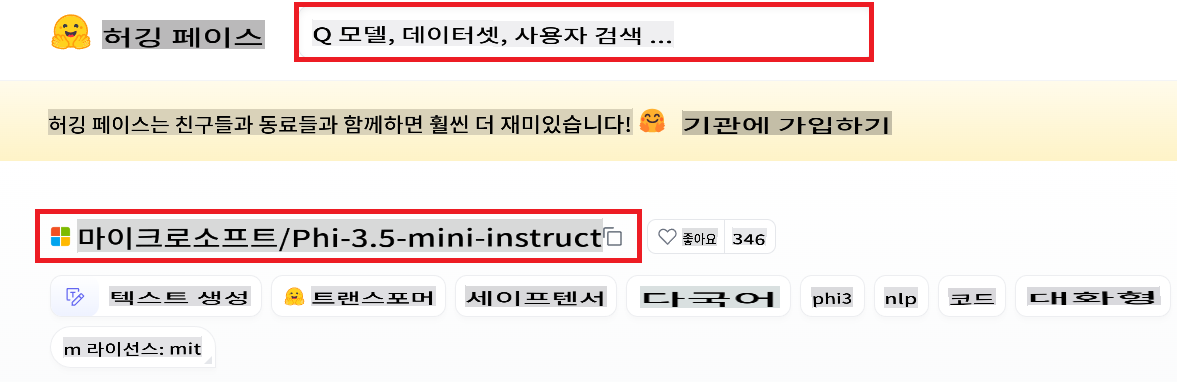 허깅 페이스 Q 모델, 데이터셋, 사용자 검색 ...
허깅 페이스는 친구들과 동료들과 함께하면 훨씬 더 재미있습니다! 기관에 가입하기
마이크로소프트/Phi-3.5-mini-instruct 좋아요 346
텍스트 생성 트랜스포머 세이프텐서 다국어 phi3 nlp 코드 대화형
m 라이선스: mit